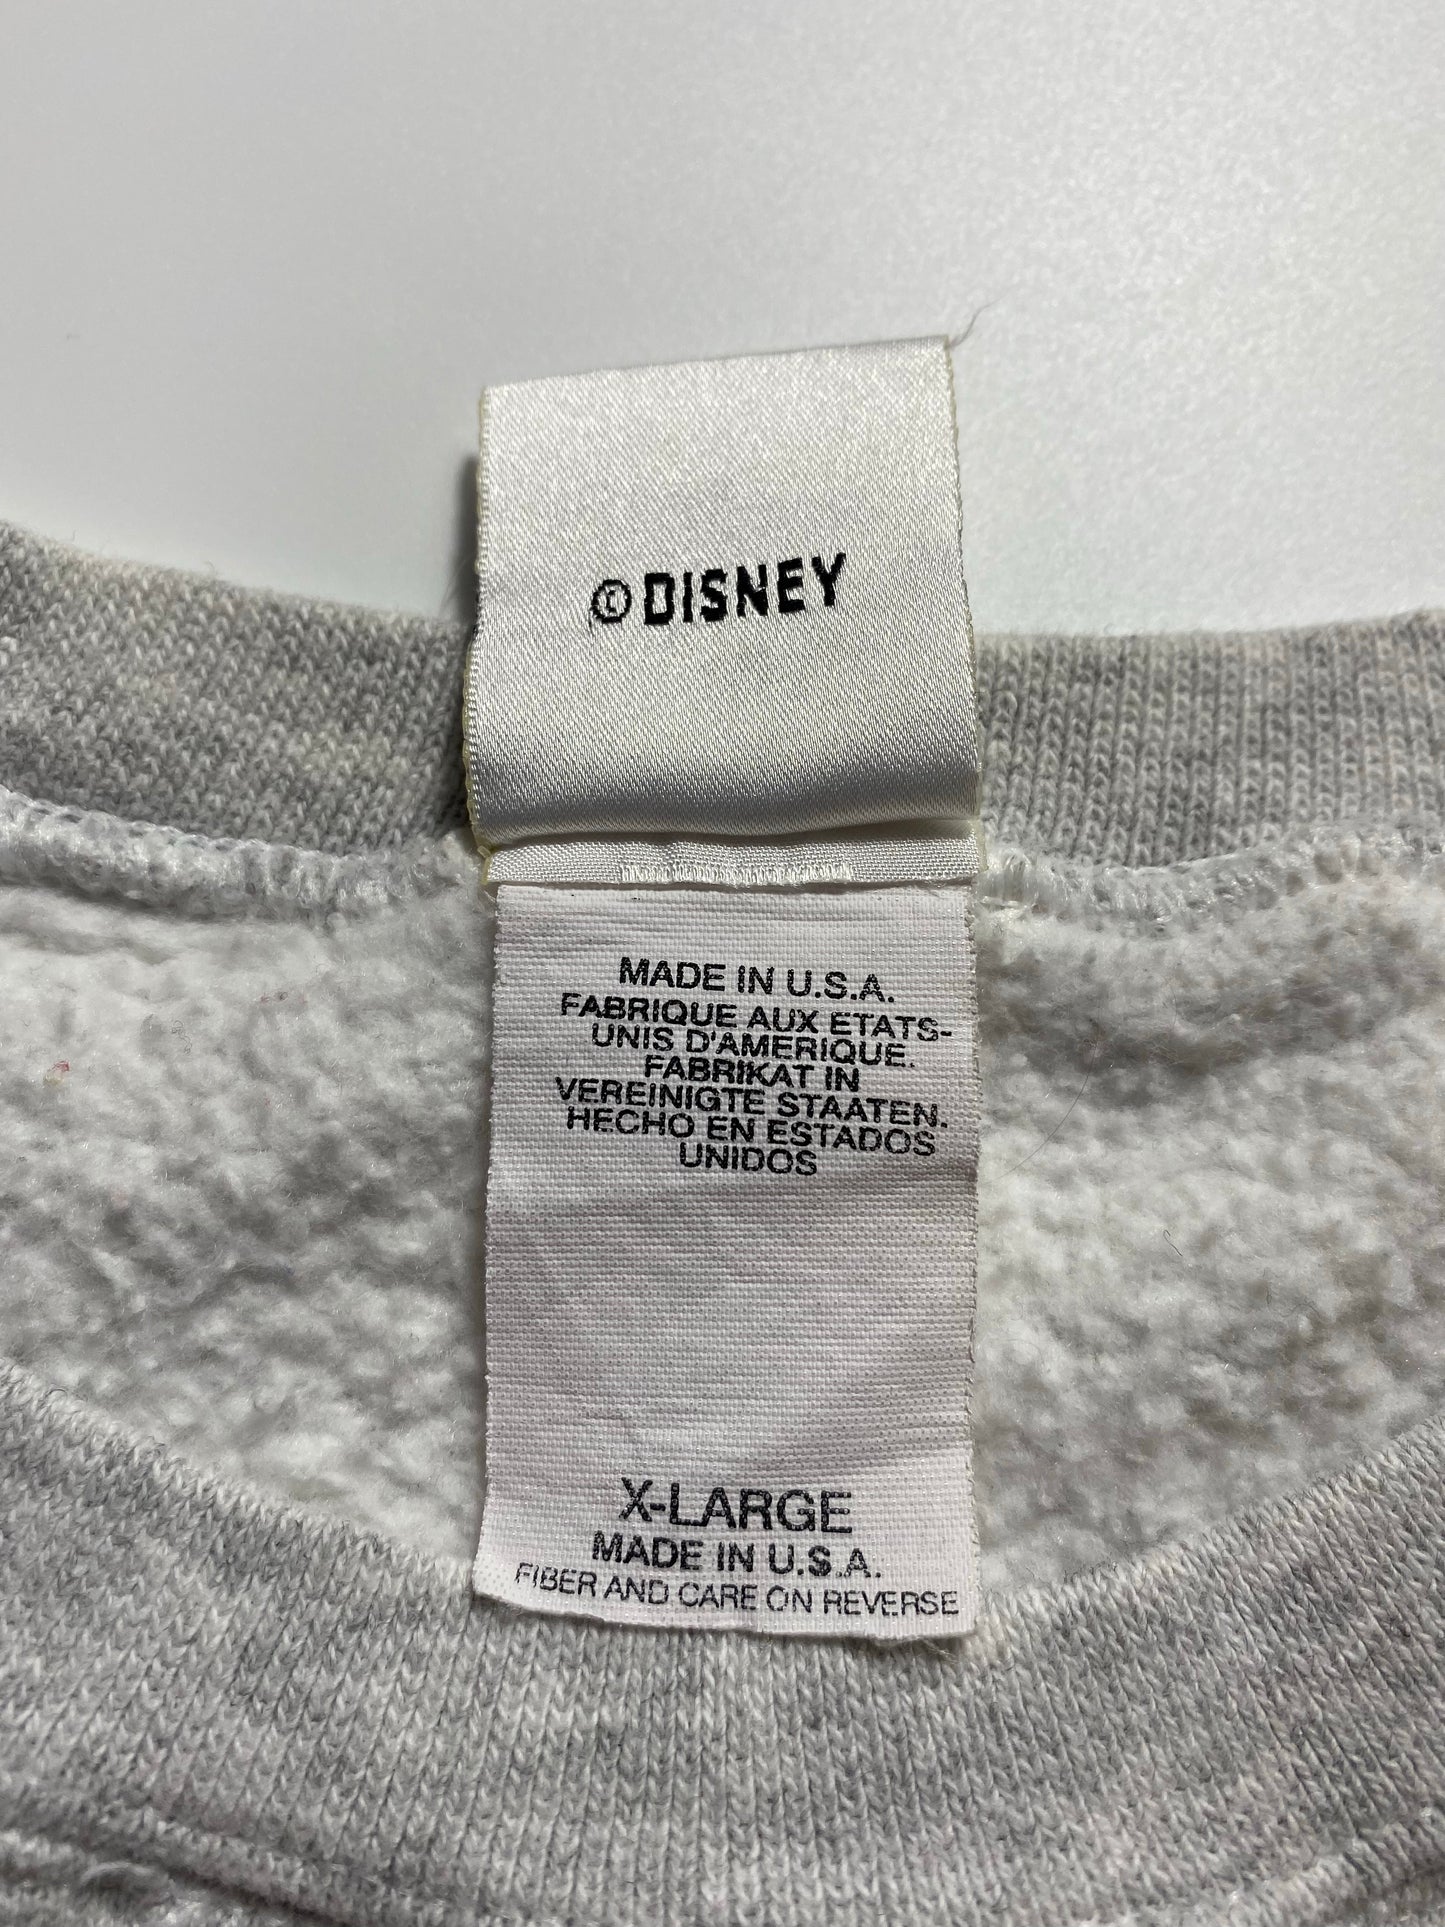 ©DISNEY
MADE IN U.S.A.
FABRIQUE AUX ETATS-
UNIS D'AMERIQUE.
FABRIKAT IN
VEREINIGTE STAATEN.
HECHO EN ESTADOS
UNIDOS
X-LARGE
MADE IN U.S.A.
FIBER AND CARE ON REVERSE